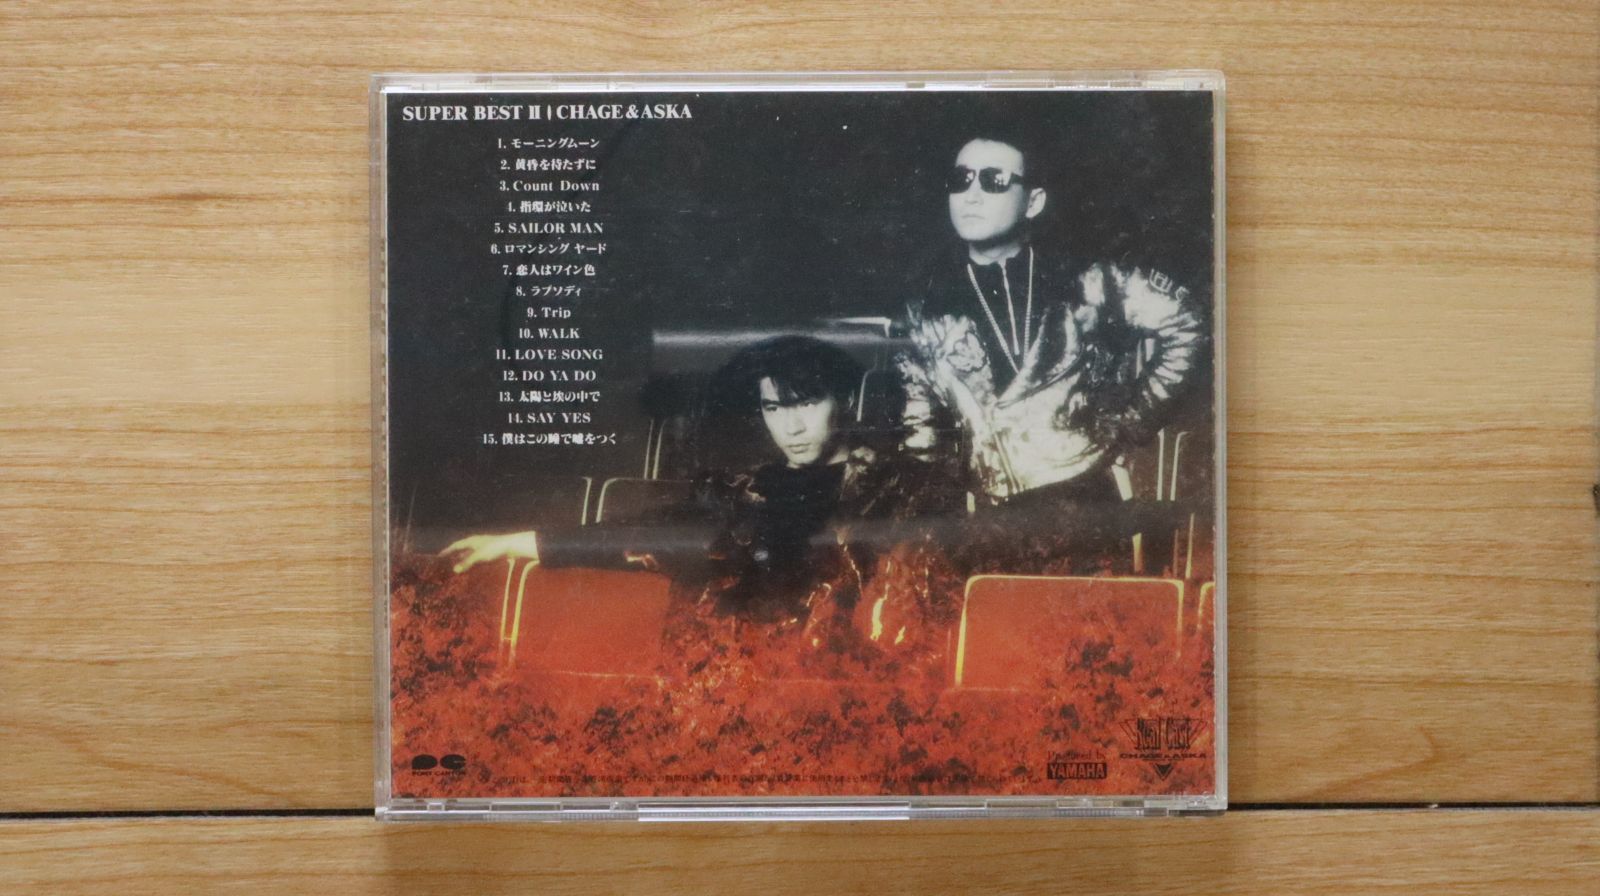 SUPER BEST II CHAGE&ASKA
1. モーニングムーン
2. 黄昏を待たずに
3. Count Down
4. 指環が泣いた
5. SAILOR MAN
6. ロマンシング ヤード
7. 恋人はワイン色
8. ラプソディ
9. Trip
10. WALK
11. LOVE SONG
12. DO YA DO
13. 太陽と埃の中で
14. SAY YES
15. 僕はこの瞳で嘘をつく
PONY CANYON
Produced by
YAMAHA
Real Cast
CHAGE&ASKA